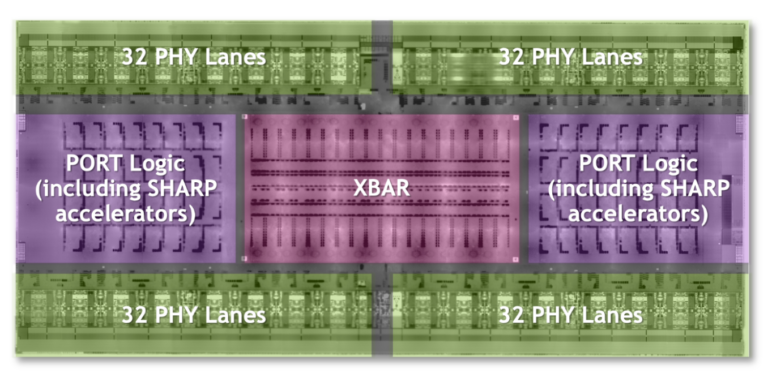 32 PHY Lanes
32 PHY Lanes
PORT Logic
(including SHARP
accelerators)
XBAR
PORT Logic
(including SHARP
accelerators)
32 PHY Lanes
32 PHY Lanes